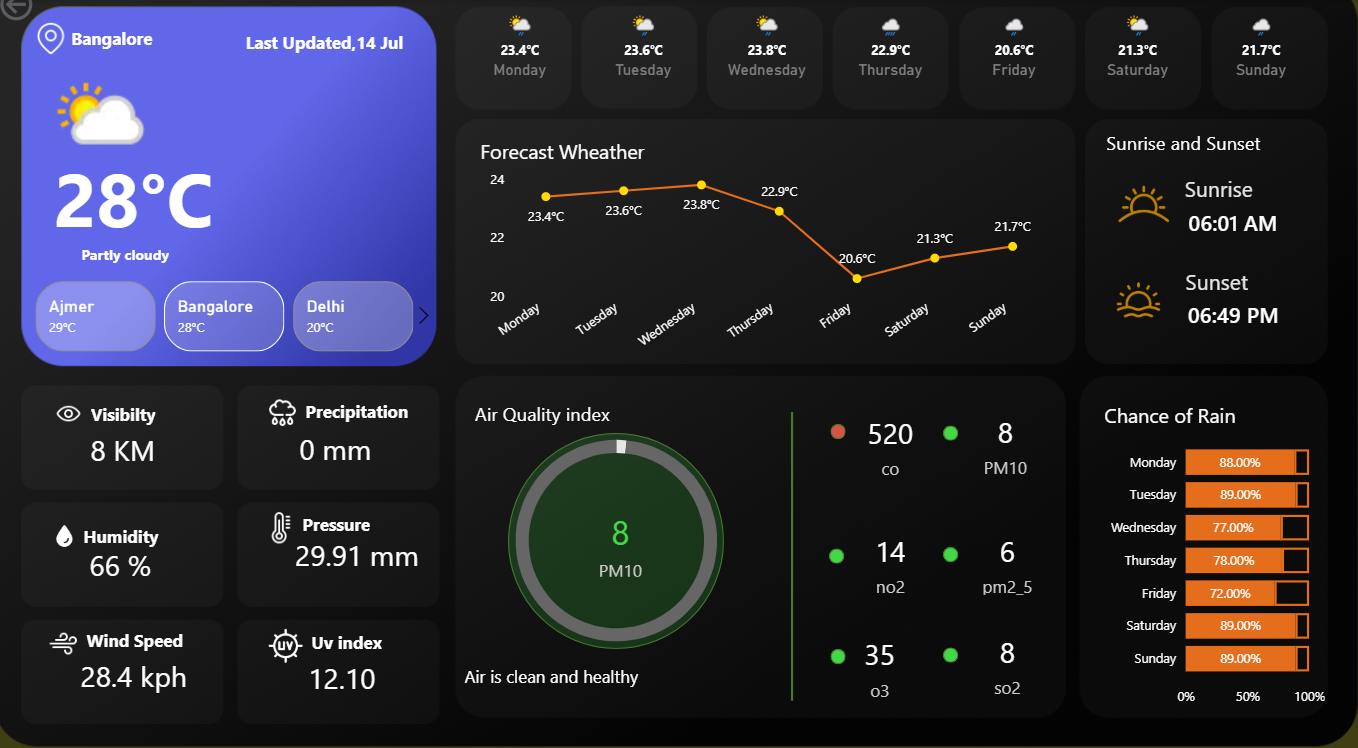 Bangalore
Last Updated,14 Jul
28°C
Partly cloudy
Ajmer
29°C
Bangalore
28°C
Delhi
20°C
23.4°C
Monday
23.6°C
Tuesday
23.8°C
Wednesday
22.9°C
Thursday
20.6°C
Friday
21.3°C
Saturday
21.7°C
Sunday
Forecast Wheather
24
22
20
23.4°C
23.6°C
23.8°C
22.9°C
20.6°C
21.3°C
21.7°C
Monday
Tuesday
Wednesday
Thursday
Friday
Saturday
Sunday
Sunrise and Sunset
Sunrise
06:01 AM
Sunset
06:49 PM
Visibilty
8 KM
Precipitation
0 mm
Humidity
66 %
Pressure
29.91 mm
Wind Speed
28.4 kph
UV
Uv index
12.10
Air Quality index
8
PM10
Air is clean and healthy
520
co
8
PM10
14
no2
6
pm2_5
35
o3
8
so2
Chance of Rain
Monday 88.00%
Tuesday 89.00%
Wednesday 77.00%
Thursday 78.00%
Friday 72.00%
Saturday 89.00%
Sunday 89.00%
0% 50% 100%